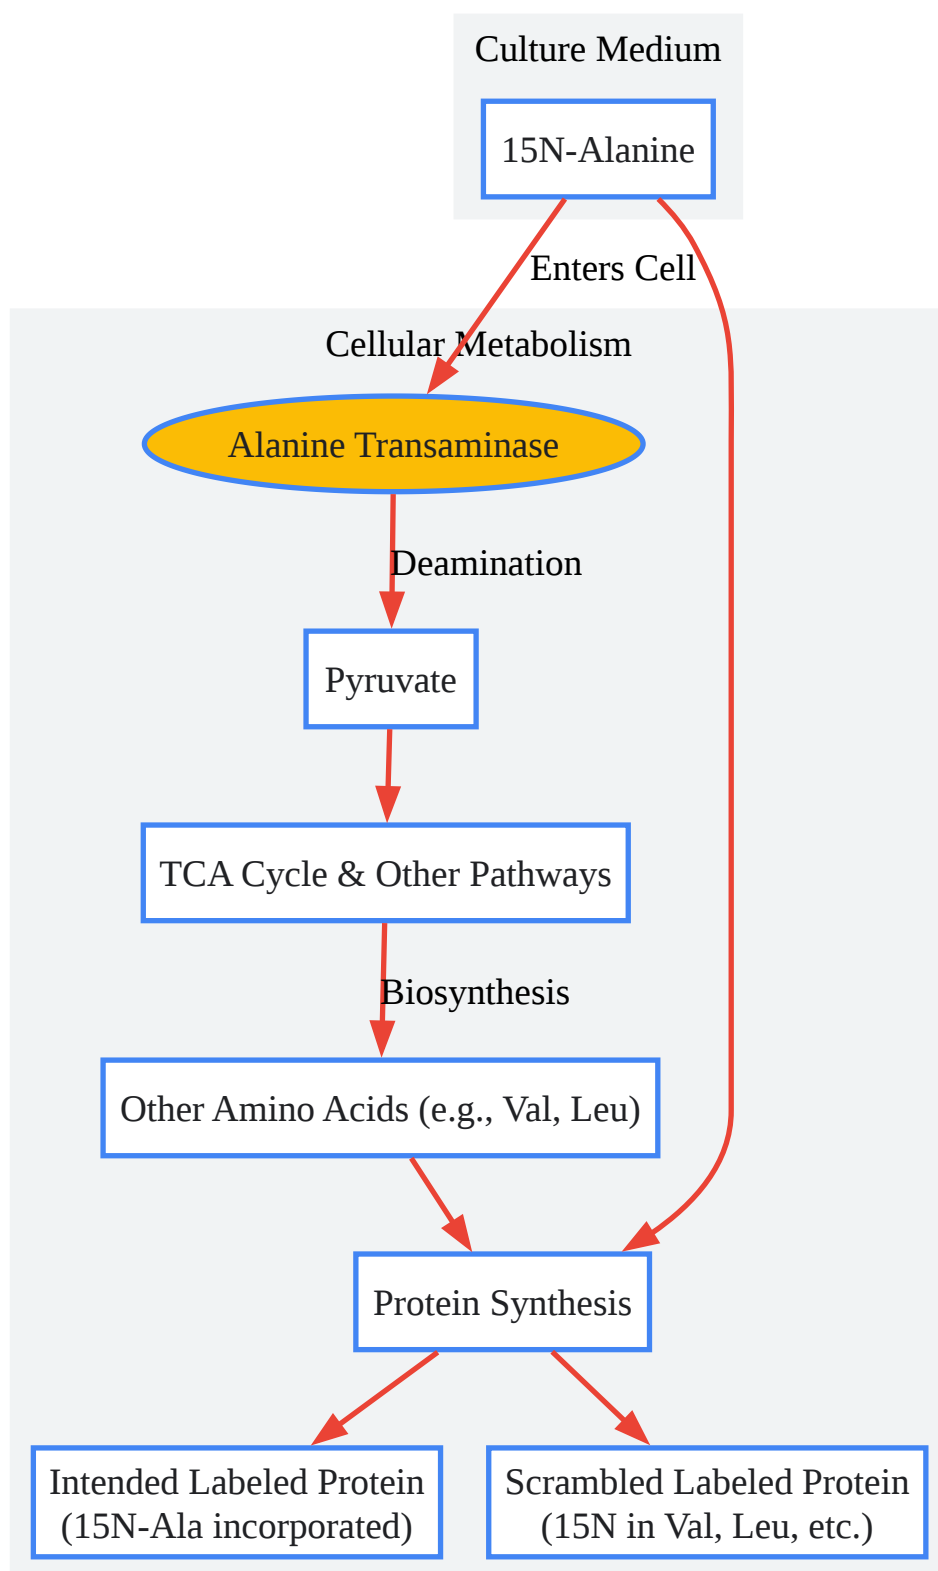 Culture Medium
15N-Alanine
Enters Cell
Cellular Metabolism
Alanine Transaminase
Deamination
Pyruvate
TCA Cycle & Other Pathways
Biosynthesis
Other Amino Acids (e.g., Val, Leu)
Protein Synthesis
Intended Labeled Protein
(15N-Ala incorporated)
Scrambled Labeled Protein
(15N in Val, Leu, etc.)